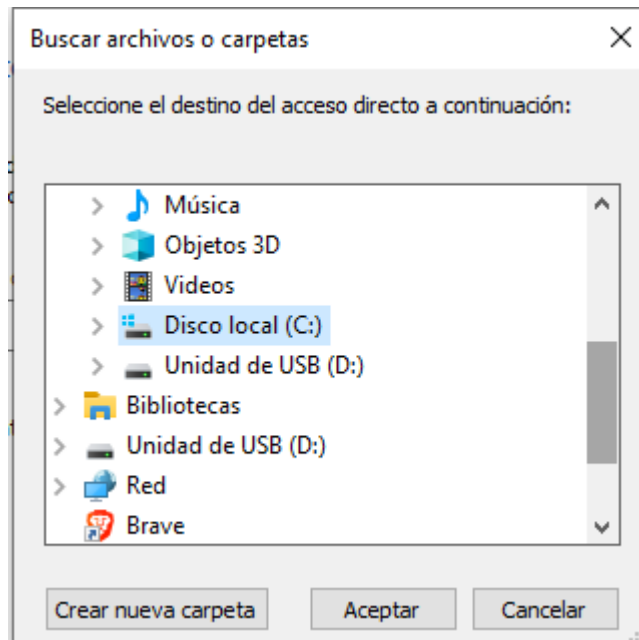 Buscar archivos o carpetas
Seleccione el destino del acceso directo a continuación:
Música
Objetos 3D
Videos
Disco local (C:)
Unidad de USB (D:)
Bibliotecas
Unidad de USB (D:)
Red
Brave
Crear nueva carpeta Aceptar Cancelar